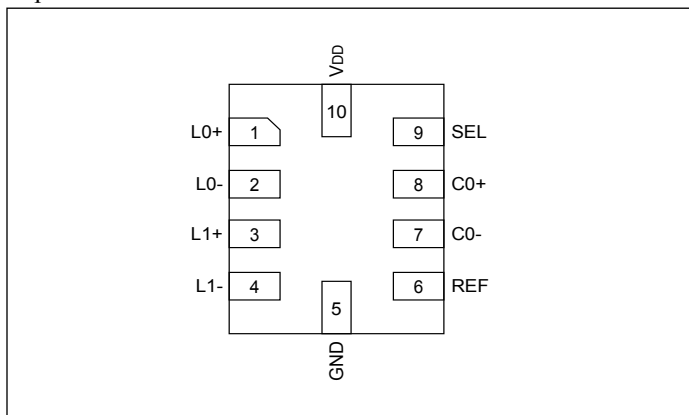 VDD
10
L0+ 1 9 SEL
L0- 2 8 C0+
L1+ 3 7 C0-
L1- 4 6 REF
5
GND